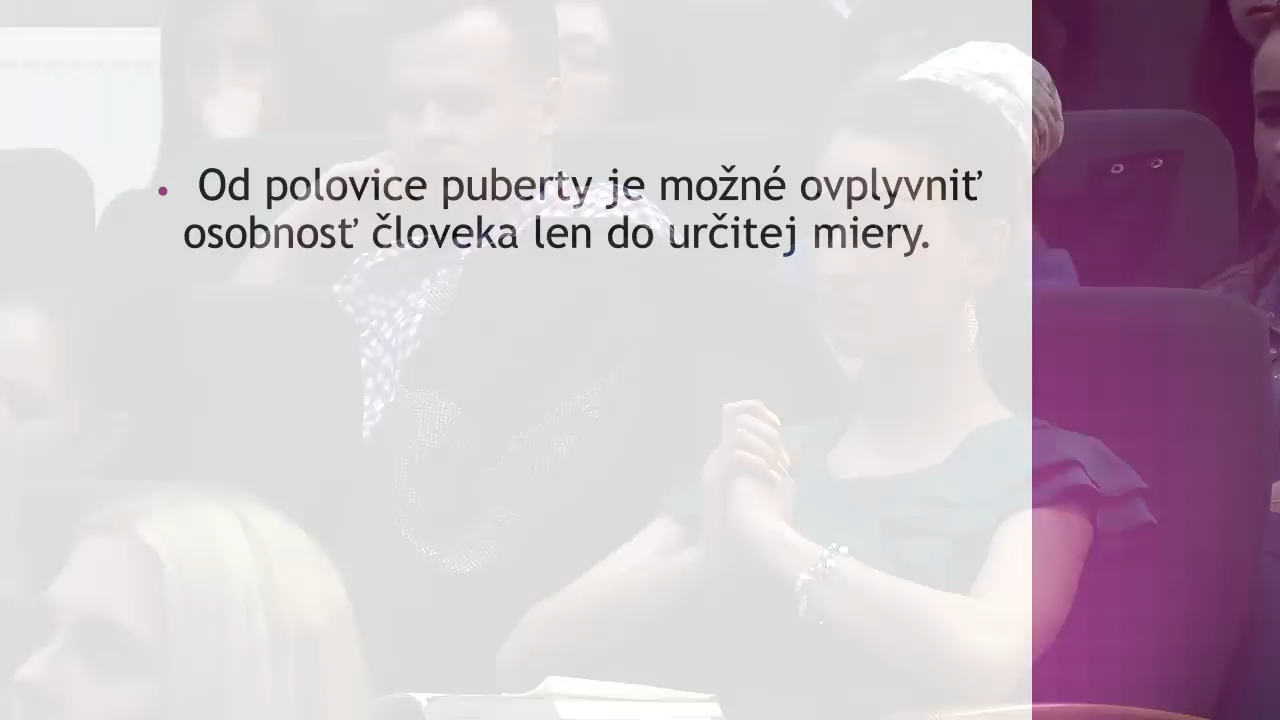 • Od polovice puberty je možné ovplyvniť
osobnosť človeka len do určitej miery.